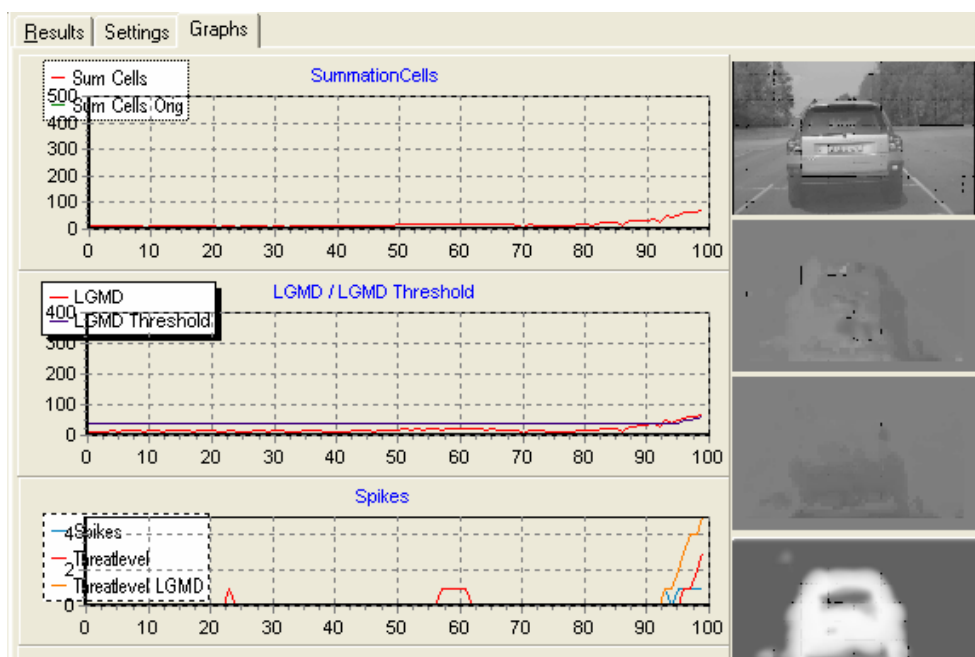 Results Settings Graphs
SummationCells
Sum Cells
Sum Cells Orig
500
400
300
200
100
0
0 10 20 30 40 50 60 70 80 90 100
LGMD / LGMD Threshold
LGMD
LGMD Threshold
400
300
200
100
0
0 10 20 30 40 50 60 70 80 90 100
Spikes
Spikes
Threatlevel
Threatlevel LGMD
4
2
0
0 10 20 30 40 50 60 70 80 90 100